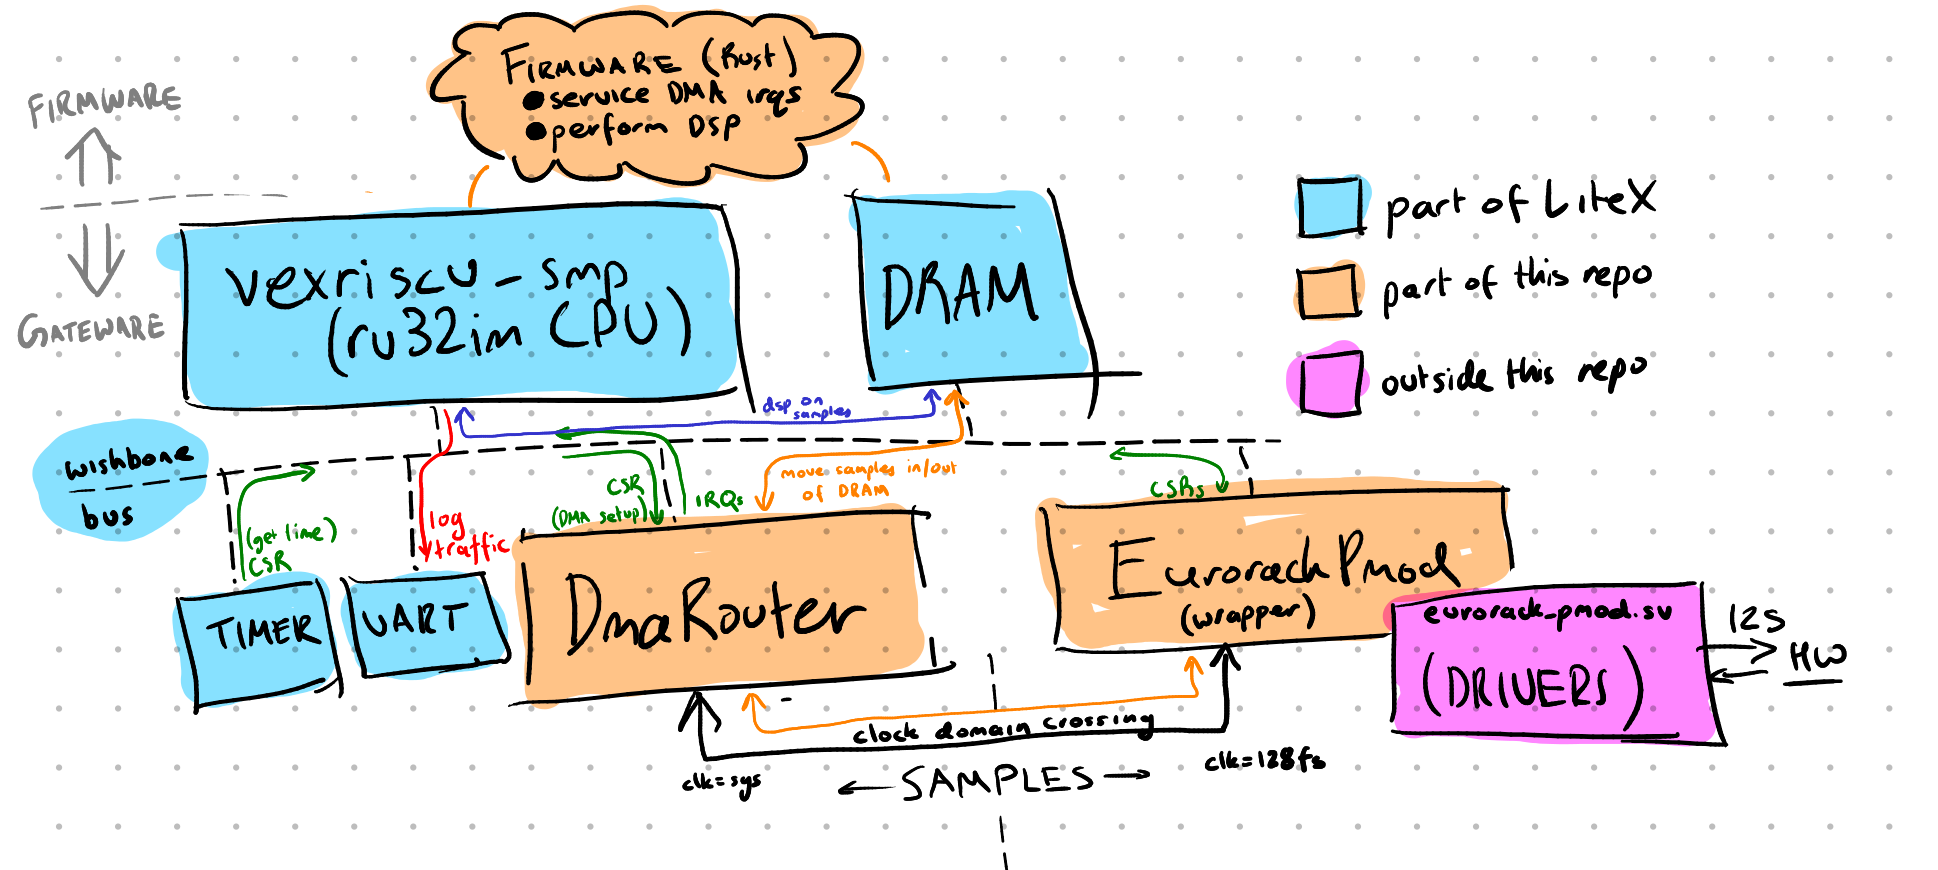 FIRMWARE (Rust)
service DMA irqs
perform DSP
FIRMWARE
GATEWARE
vexriscv-smp
(rv32im CPU)
DRAM
part of LiteX
part of this repo
outside this repo
wishbone
bus
dsp on
samples
move samples in/out
of DRAM
CSR
(DMA setup)
IRQs
CSRs
(get time)
CSR
log
traffic
TIMER
UART
DmaRouter
EurorackPmod
(wrapper)
eurorack_pmod.sv
(DRIVERS)
I2S
HW
clock domain crossing
clk=sys
clk=128fs
SAMPLES